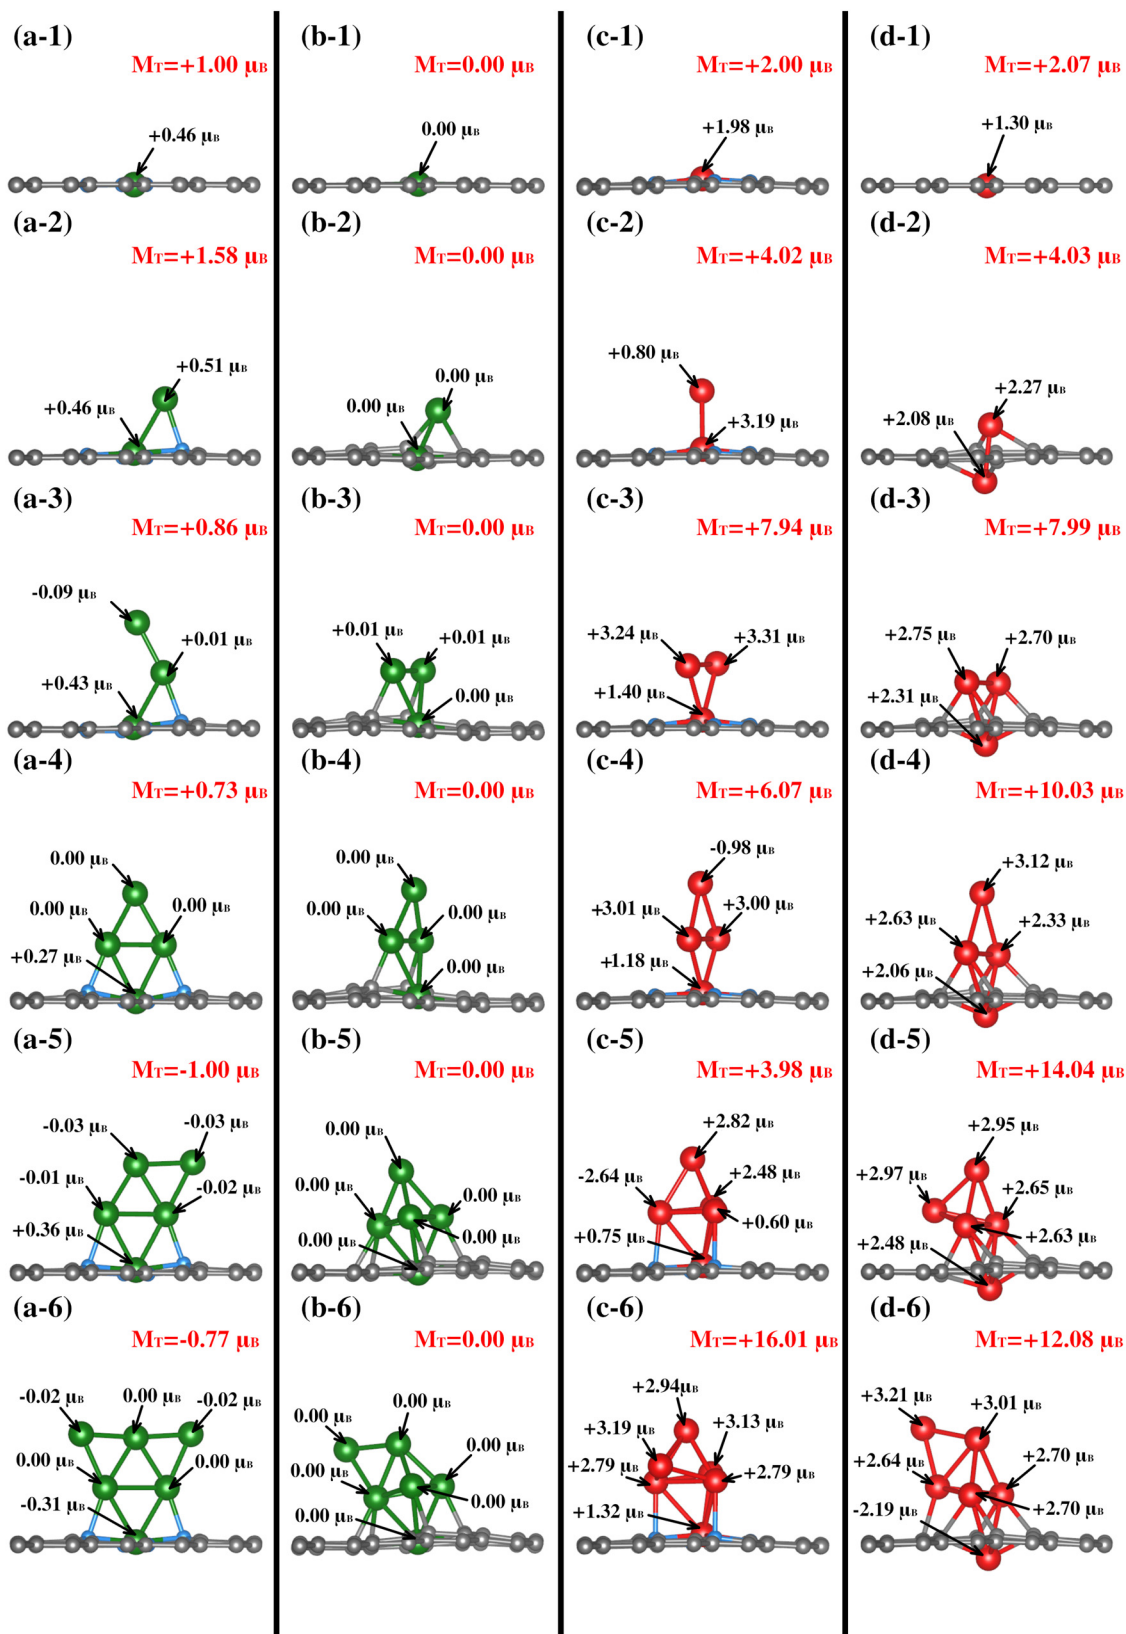 (a-1) (b-1) (c-1) (d-1)
MT=+1.00 μB MT=0.00 μB MT=+2.00 μB MT=+2.07 μB
+0.46 μB 0.00 μB +1.98 μB +1.30 μB
(a-2) (b-2) (c-2) (d-2)
MT=+1.58 μB MT=0.00 μB MT=+4.02 μB MT=+4.03 μB
+0.51 μB 0.00 μB +0.80 μB +2.27 μB
+0.46 μB 0.00 μB +3.19 μB +2.08 μB
(a-3) (b-3) (c-3) (d-3)
MT=+0.86 μB MT=0.00 μB MT=+7.94 μB MT=+7.99 μB
-0.09 μB +0.01 μB +0.01 μB +3.24 μB +3.31 μB +2.75 μB +2.70 μB
+0.01 μB
+0.43 μB 0.00 μB +1.40 μB +2.31 μB
(a-4) (b-4) (c-4) (d-4)
MT=+0.73 μB MT=0.00 μB MT=+6.07 μB MT=+10.03 μB
0.00 μB 0.00 μB -0.98 μB +3.12 μB
0.00 μB 0.00 μB 0.00 μB 0.00 μB +3.01 μB +3.00 μB +2.63 μB +2.33 μB
+0.27 μB 0.00 μB +1.18 μB +2.06 μB
(a-5) (b-5) (c-5) (d-5)
MT=-1.00 μB MT=0.00 μB MT=+3.98 μB MT=+14.04 μB
-0.03 μB -0.03 μB 0.00 μB +2.82 μB +2.95 μB
-0.01 μB -0.02 μB 0.00 μB 0.00 μB -2.64 μB +2.48 μB +2.97 μB +2.65 μB
+0.36 μB 0.00 μB 0.00 μB +0.75 μB +0.60 μB +2.48 μB +2.63 μB
(a-6) (b-6) (c-6) (d-6)
MT=-0.77 μB MT=0.00 μB MT=+16.01 μB MT=+12.08 μB
-0.02 μB 0.00 μB -0.02 μB 0.00 μB 0.00 μB +2.94μB +3.21 μB +3.01 μB
0.00 μB 0.00 μB 0.00 μB 0.00 μB +3.19 μB +3.13 μB +2.64 μB +2.70 μB
0.00 μB +2.79 μB +2.79 μB +2.70 μB
-0.31 μB 0.00 μB +1.32 μB -2.19 μB